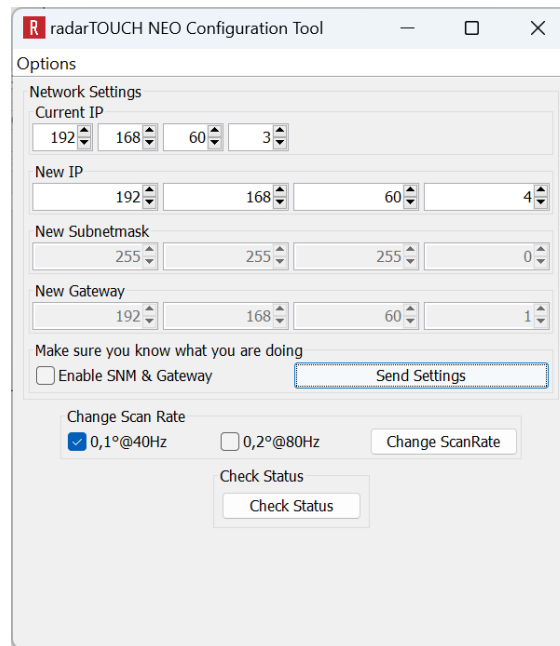 R radarTOUCH NEO Configuration Tool
Options
Network Settings
Current IP
192 168 60 3
New IP
192 168 60 4
New Subnetmask
255 255 255 0
New Gateway
192 168 60 1
Make sure you know what you are doing
Enable SNM & Gateway Send Settings
Change Scan Rate
0,1°@40Hz 0,2°@80Hz Change ScanRate
Check Status
Check Status